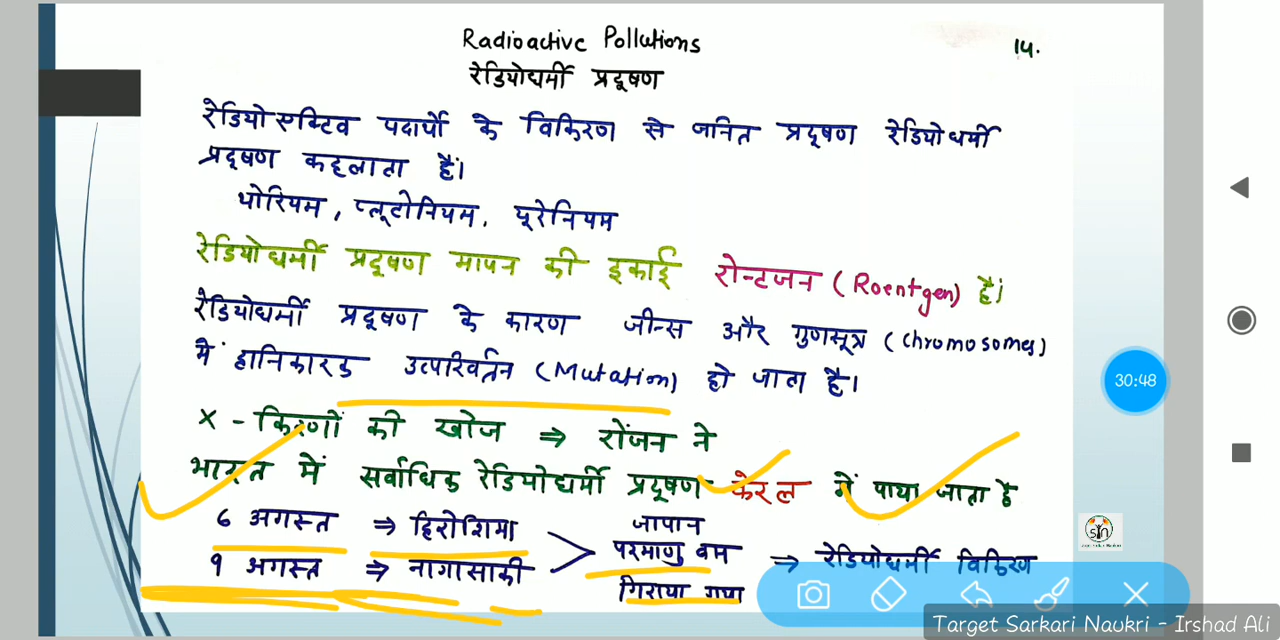 Radioactive Pollutions
14.
रेडियोधर्मी प्रदूषण
रेडियो एक्टिव पदार्थो के विकिरण से जनित प्रदूषण रेडियोधर्मी
प्रदूषण कहलाता है।
थोरियम, प्लूटोनियम, यूरेनियम
रेडियोधर्मी प्रदूषण मापन की इकाई रोन्टजन (Roentgen) है।
रेडियोधर्मी प्रदूषण के कारण जीन्स और गुणसूत्र (Chromosomes)
में हानिकारक उत्परिवर्तन (Mutation) हो जाता है।
X - किरणों की खोज ⇒ रोंजन ने
भारत में सर्वाधिक रेडियोधर्मी प्रदूषण केरल में पाया जाता है
6 अगस्त ⇒ हिरोशिमा
9 अगस्त ⇒ नागासाकी
जापान
परमाणु बम ⇒ रेडियोधर्मी विकिरण
गिराया गया
30:48
Target Sarkari Naukri - Irshad Ali